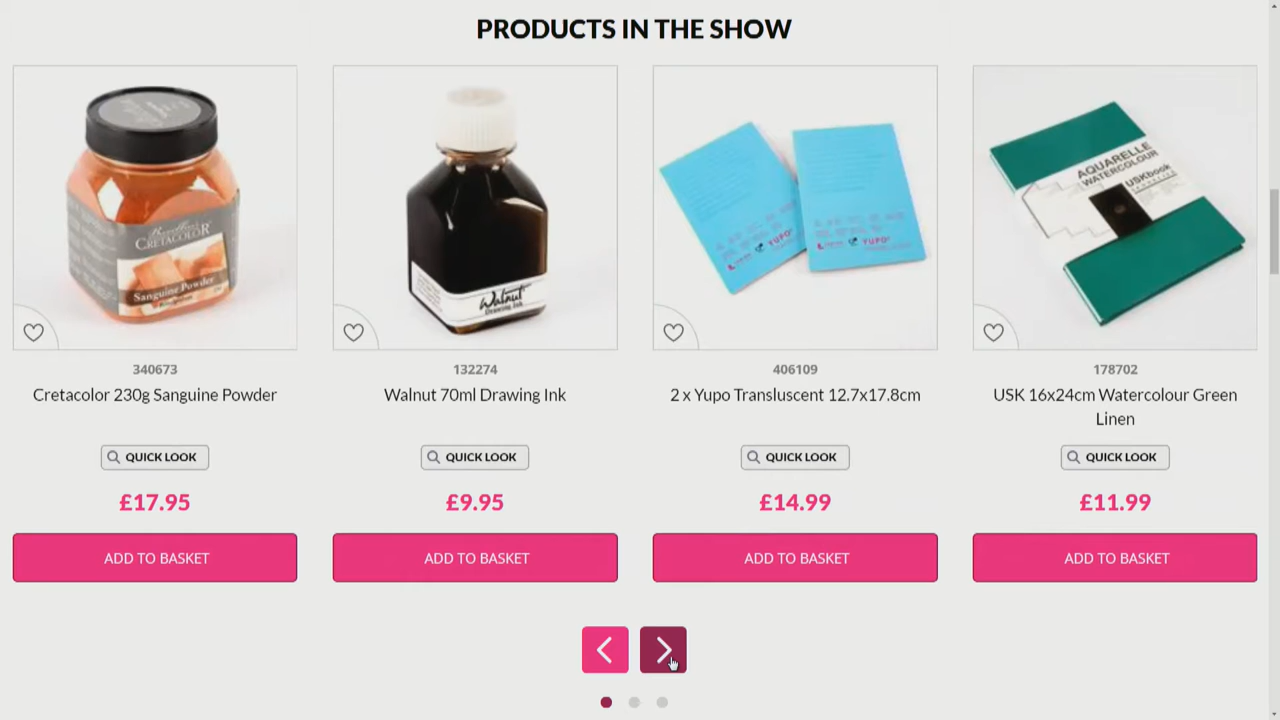 PRODUCTS IN THE SHOW
CRETACOLOR
Sanguine Powder
Walnut
Drawing Ink
YUPO
YUPO
AQUARELLE
WATERCOLOUR
USKbook
340673
132274
406109
178702
Cretacolor 230g Sanguine Powder
Walnut 70ml Drawing Ink
2 x Yupo Transluscent 12.7x17.8cm
USK 16x24cm Watercolour Green
Linen
QUICK LOOK
QUICK LOOK
QUICK LOOK
QUICK LOOK
£17.95
£9.95
£14.99
£11.99
ADD TO BASKET
ADD TO BASKET
ADD TO BASKET
ADD TO BASKET